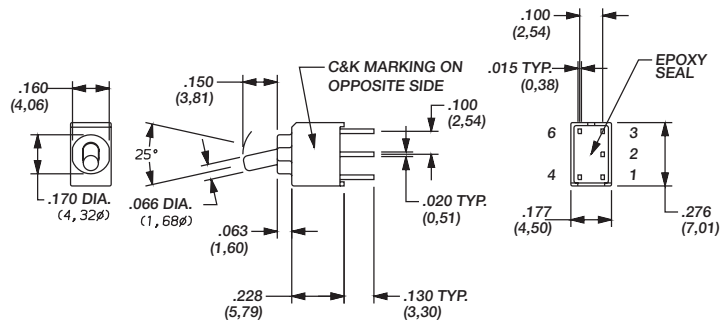 .160
(4,06)
.170 DIA.
(4,32ø)
25°
.150
(3,81)
.066 DIA.
(1,68ø)
.063
(1,60)
C&K MARKING ON
OPPOSITE SIDE
.100
(2,54)
.020 TYP.
(0,51)
.228
(5,79)
.130 TYP.
(3,30)
.100
(2,54)
.015 TYP.
(0,38)
EPOXY
SEAL
6 3
2
4 1
.177
(4,50)
.276
(7,01)